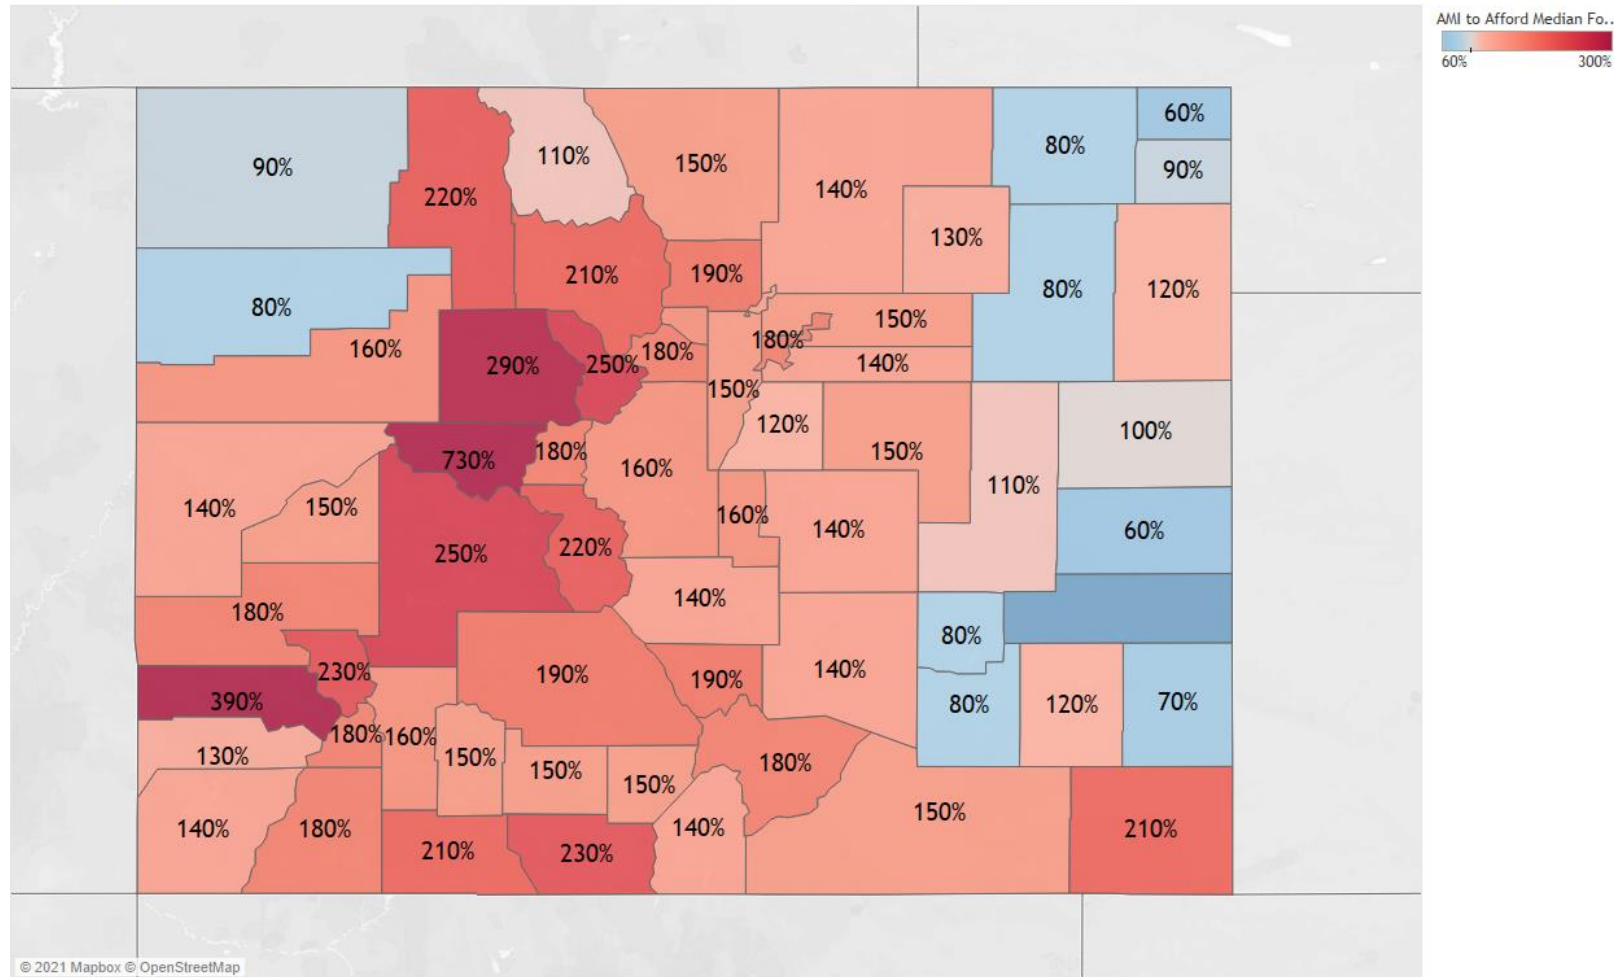 AMI to Afford Median Fo..
60% 300%
60%
90% 110% 150% 80%
90%
220% 140%
130%
210% 190% 80% 120%
80%
150%
160% 180% 180%
290% 250% 140%
150%
120% 100%
730% 180% 160% 150%
110%
140% 150% 160% 140% 60%
250% 220%
180% 140%
80%
230% 190% 190% 140%
390% 80% 120% 70%
180% 160%
130% 150% 150% 150% 180%
140% 180% 140% 150% 210%
210% 230%
© 2021 Mapbox © OpenStreetMap